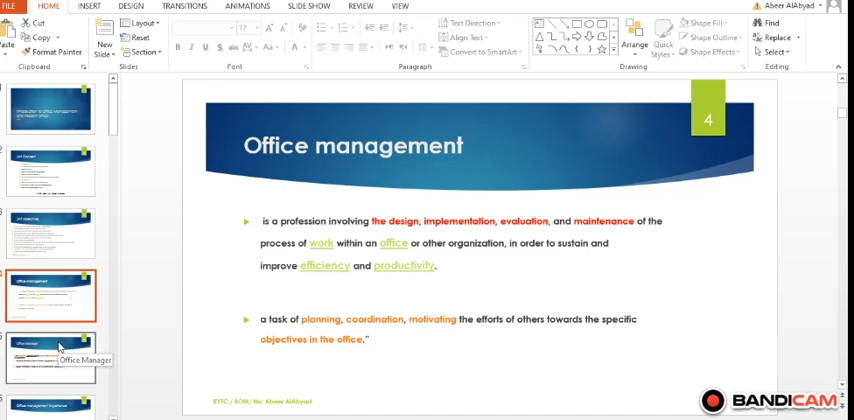 FILE HOME INSERT DESIGN TRANSITIONS ANIMATIONS SLIDE SHOW REVIEW VIEW Abeer AlAbyad
Cut
Copy
Format Painter
Clipboard
New
Slide
Layout
Reset
Section
Slides
17
Font
Paragraph
Text Direction
Align Text
Convert to SmartArt
Arrange
Quick
Styles
Shape Fill
Shape Outline
Shape Effects
Drawing
Find
Replace
Select
Editing
2
3
Office Manager
4
Office management
is a profession involving the design, implementation, evaluation, and maintenance of the
process of work within an office or other organization, in order to sustain and
improve efficiency and productivity.
a task of planning, coordination, motivating the efforts of others towards the specific
objectives in the office."
KYTC / BOM/ Ms. Abeer AlAbyad
BANDICAM